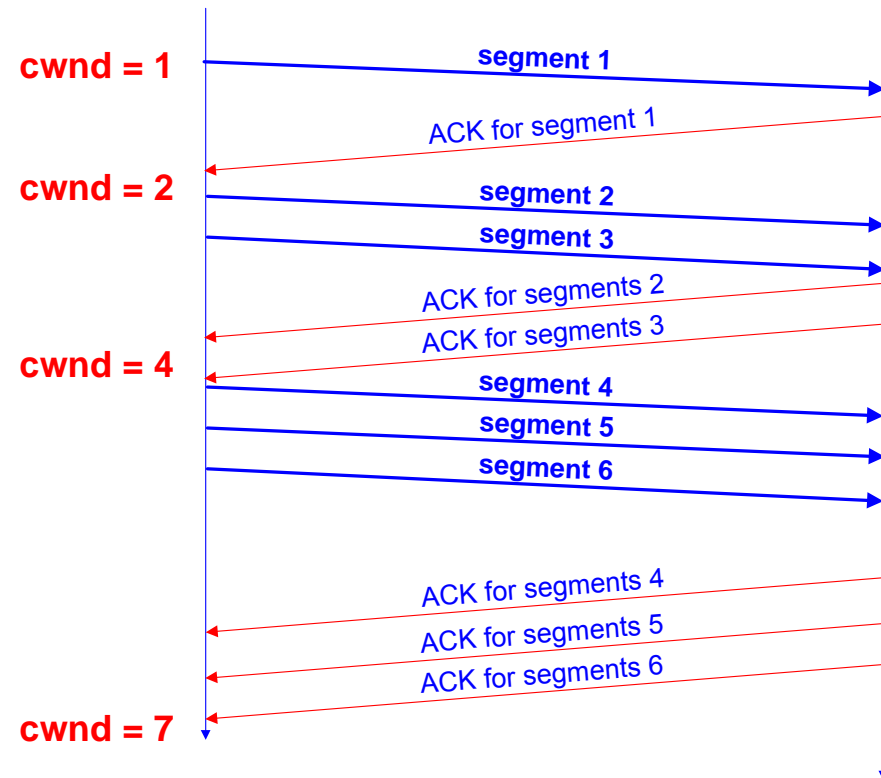 cwnd = 1
segment 1
ACK for segment 1
cwnd = 2
segment 2
segment 3
ACK for segments 2
ACK for segments 3
cwnd = 4
segment 4
segment 5
segment 6
ACK for segments 4
ACK for segments 5
ACK for segments 6
cwnd = 7